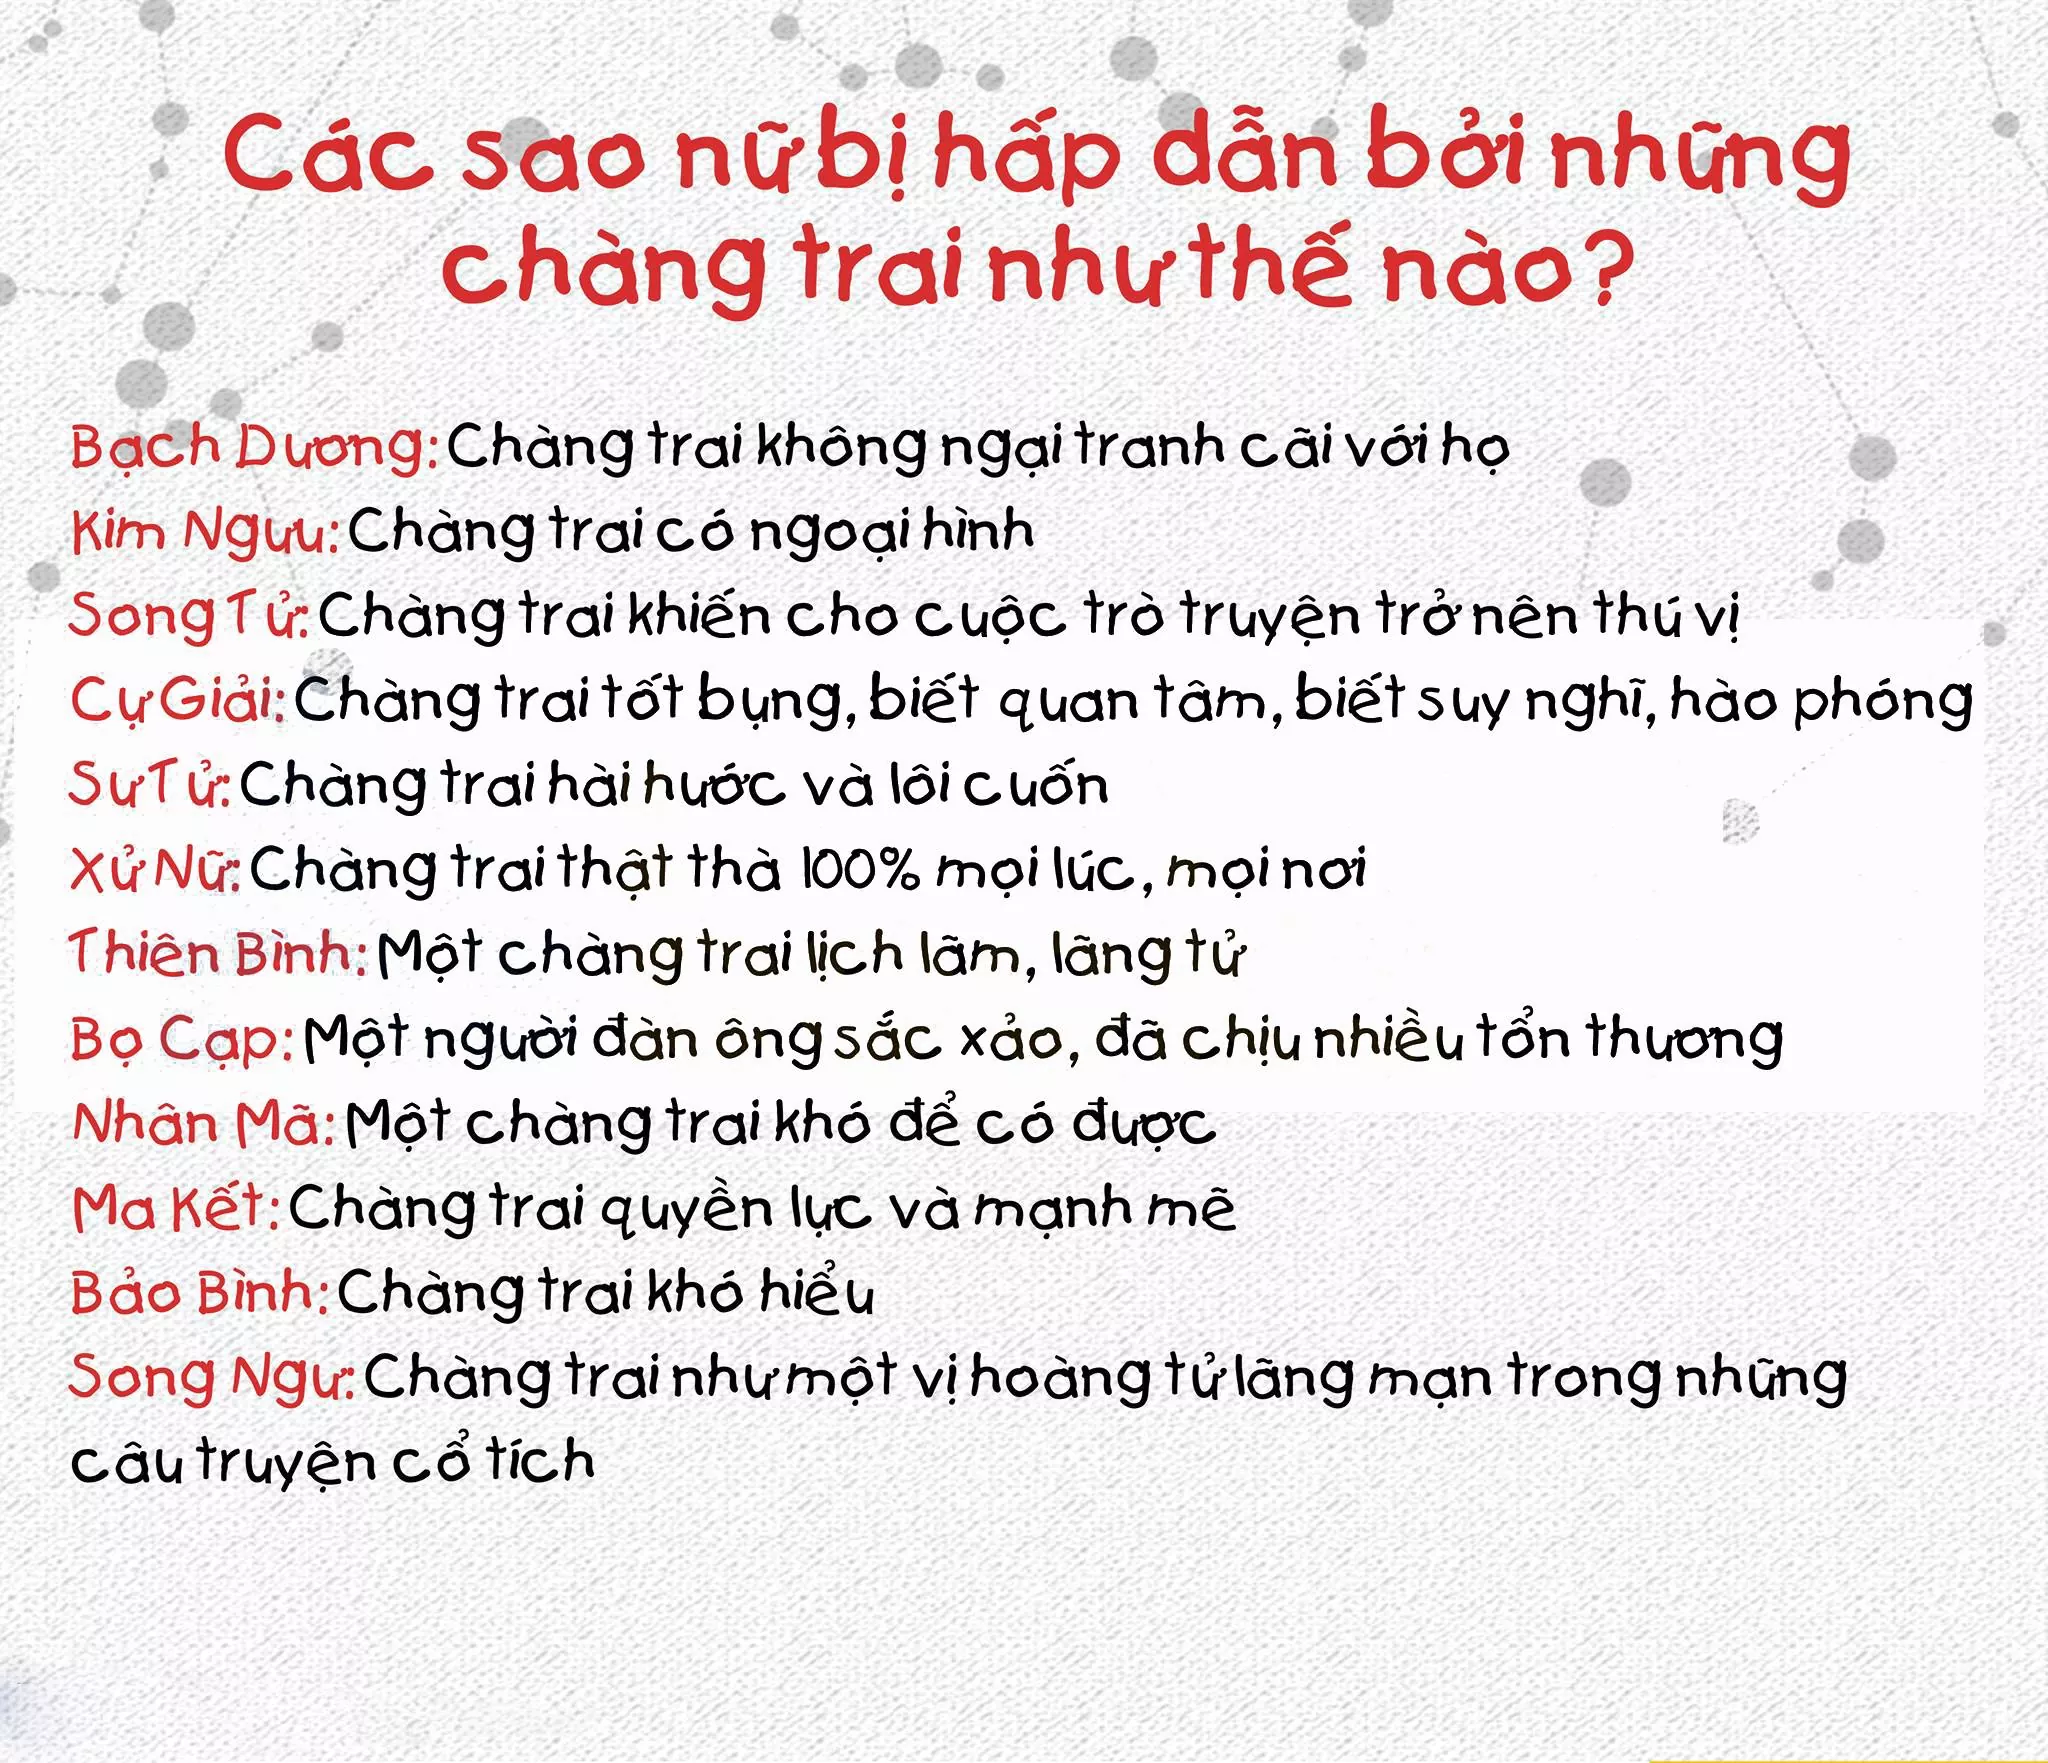 Các sao nữ bị hấp dẫn bởi những
chàng trai như thế nào?
Bạch Dương: Chàng trai không ngại tranh cãi với họ
Kim Ngưu: Chàng trai có ngoại hình
Song Tử: Chàng trai khiến cho cuộc trò truyện trở nên thú vị
Cự Giải: Chàng trai tốt bụng, biết quan tâm, biết suy nghĩ, hào phóng
Sư Tử: Chàng trai hài hước và lôi cuốn
Xử Nữ: Chàng trai thật thà 100% mọi lúc, mọi nơi
Thiên Bình: Một chàng trai lịch lãm, lãng tử
Bọ Cạp: Một người đàn ông sắc xảo, đã chịu nhiều tổn thương
Nhân Mã: Một chàng trai khó để có được
Ma Kết: Chàng trai quyền lực và mạnh mẽ
Bảo Bình: Chàng trai khó hiểu
Song Ngư: Chàng trai như một vị hoàng tử lãng mạn trong những
câu truyện cổ tích